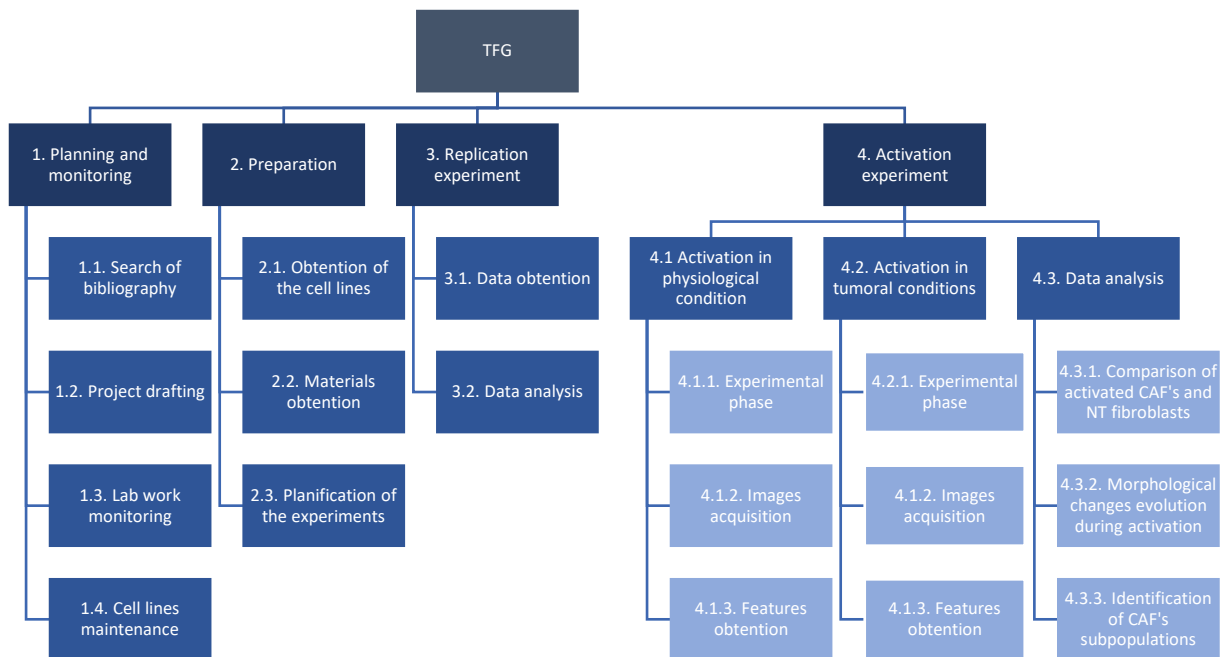 TFG
1. Planning and
monitoring
2. Preparation
3. Replication
experiment
4. Activation
experiment
1.1. Search of
bibliography
1.2. Project drafting
1.3. Lab work
monitoring
1.4. Cell lines
maintenance
2.1. Obtention of
the cell lines
2.2. Materials
obtention
2.3. Planification of
the experiments
3.1. Data obtention
3.2. Data analysis
4.1 Activation in
physiological
condition
4.1.1. Experimental
phase
4.1.2. Images
acquisition
4.1.3. Features
obtention
4.2. Activation in
tumoral conditions
4.2.1. Experimental
phase
4.1.2. Images
acquisition
4.1.3. Features
obtention
4.3. Data analysis
4.3.1. Comparison of
activated CAF's and
NT fibroblasts
4.3.2. Morphological
changes evolution
during activation
4.3.3. Identification
of CAF's
subpopulations